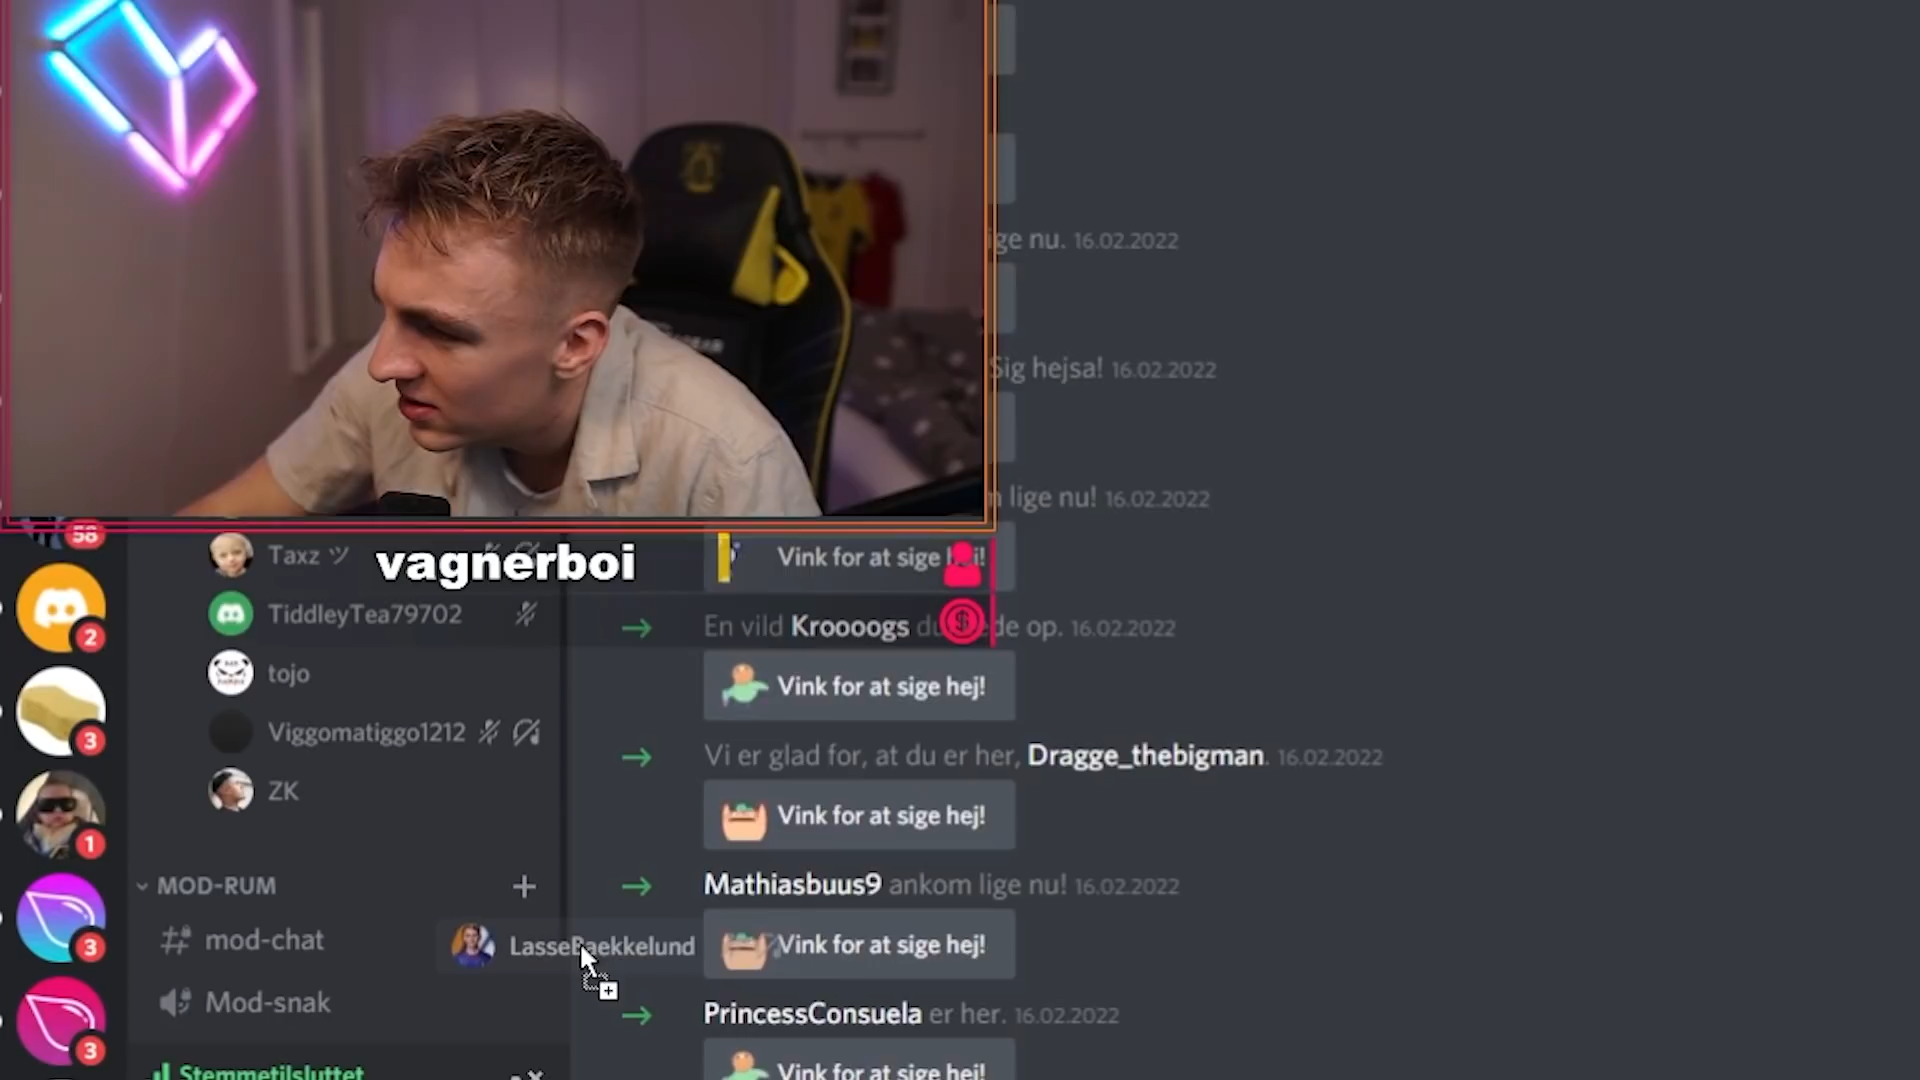 ige nu. 16.02.2022
Sig hejsa! 16.02.2022
n lige nu! 16.02.2022
58
Taxz ツ
vagnerboi
Vink for at sige hej!
2
TiddleyTea79702
En vild Kroooogs du ede op. 16.02.2022
tojo
Vink for at sige hej!
3
Viggomatiggo1212
Vi er glad for, at du er her, Dragge_thebigman. 16.02.2022
ZK
Vink for at sige hej!
1
MOD-RUM
Mathiasbuus9 ankom lige nu! 16.02.2022
mod-chat
LasseBaekkelund
Vink for at sige hej!
3
Mod-snak
PrincessConsuela er her. 16.02.2022
3
Stemmetilsluttet
Vink for at sige hej!